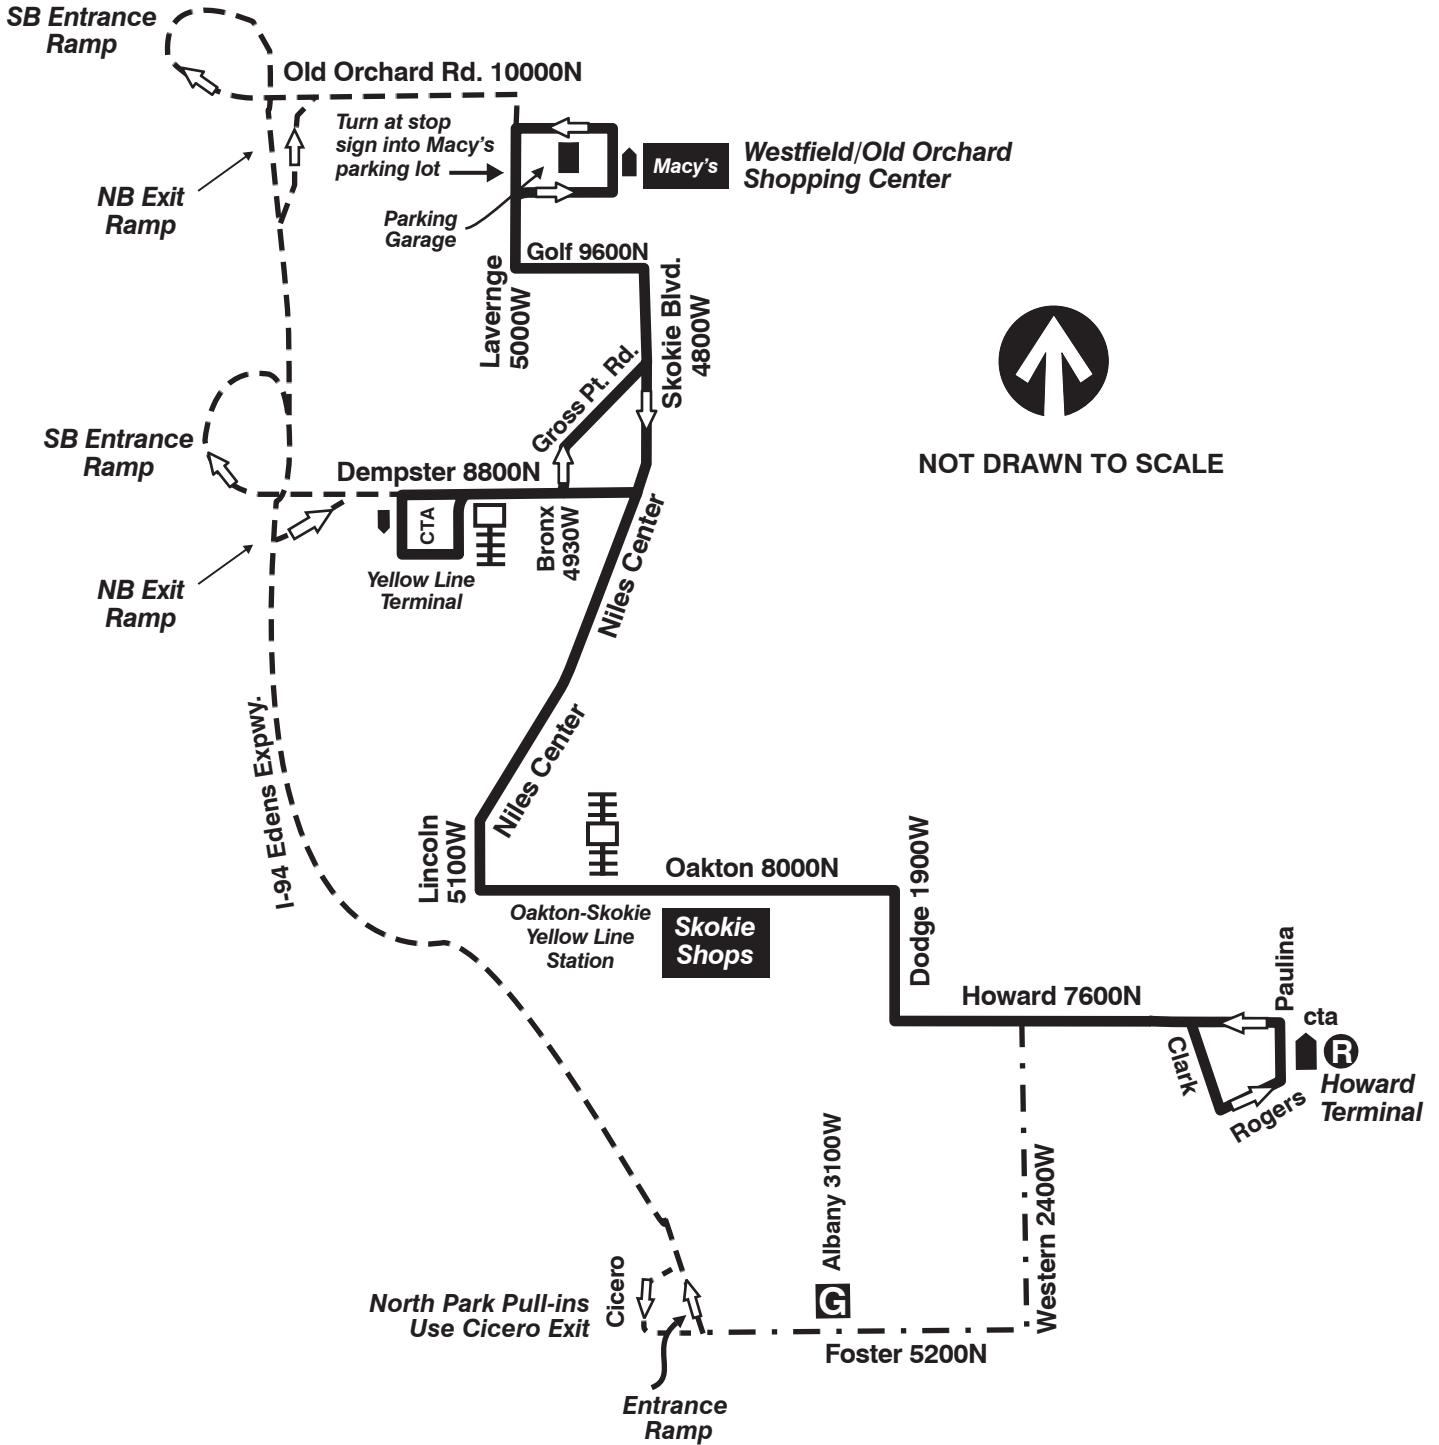 SB Entrance
Ramp
Old Orchard Rd. 10000N
Turn at stop
sign into Macy's
parking lot
Macy's
Westfield/Old Orchard
Shopping Center
NB Exit
Ramp
Parking
Garage
Golf 9600N
Lavernge
5000W
Skokie Blvd.
4800W
Gross Pt. Rd.
SB Entrance
Ramp
Dempster 8800N
NOT DRAWN TO SCALE
CTA
Bronx
4930W
Niles Center
Yellow Line
Terminal
NB Exit
Ramp
I-94 Edens Expwy.
Niles Center
Lincoln
5100W
Oakton 8000N
Dodge 1900W
Oakton-Skokie
Yellow Line
Station
Skokie
Shops
Howard 7600N
Paulina
cta
R
Howard
Terminal
Clark
Rogers
Albany 3100W
Western 2400W
Cicero
G
North Park Pull-ins
Use Cicero Exit
Foster 5200N
Entrance
Ramp